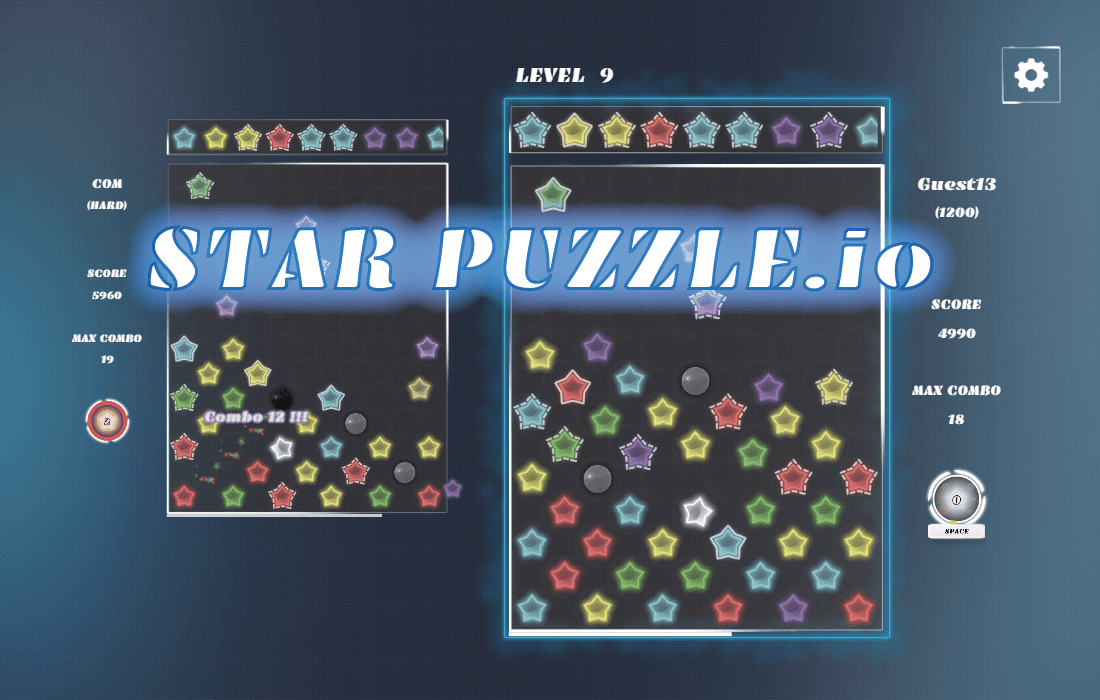 LEVEL 9
COM
(HARD)
SCORE
5960
MAX COMBO
19
STAR PUZZLE.io
Combo 12 !!!
Guest13
(1200)
SCORE
4990
MAX COMBO
18
SPACE